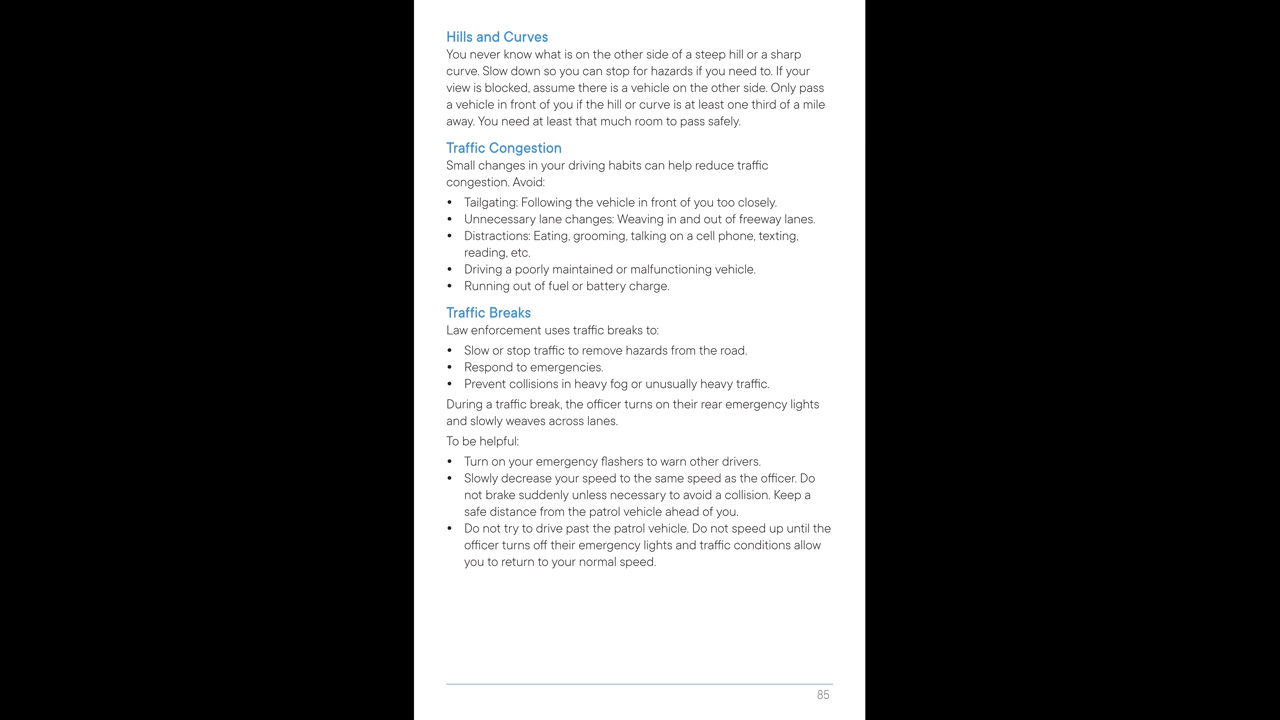 Hills and Curves
You never know what is on the other side of a steep hill or a sharp
curve. Slow down so you can stop for hazards if you need to. If your
view is blocked, assume there is a vehicle on the other side. Only pass
a vehicle in front of you if the hill or curve is at least one third of a mile
away. You need at least that much room to pass safely.
Traffic Congestion
Small changes in your driving habits can help reduce traffic
congestion. Avoid:
• Tailgating: Following the vehicle in front of you too closely.
• Unnecessary lane changes: Weaving in and out of freeway lanes.
• Distractions: Eating, grooming, talking on a cell phone, texting,
reading, etc.
• Driving a poorly maintained or malfunctioning vehicle.
• Running out of fuel or battery charge.
Traffic Breaks
Law enforcement uses traffic breaks to:
• Slow or stop traffic to remove hazards from the road.
• Respond to emergencies.
• Prevent collisions in heavy fog or unusually heavy traffic.
During a traffic break, the officer turns on their rear emergency lights
and slowly weaves across lanes.
To be helpful:
• Turn on your emergency flashers to warn other drivers.
• Slowly decrease your speed to the same speed as the officer. Do
not brake suddenly unless necessary to avoid a collision. Keep a
safe distance from the patrol vehicle ahead of you.
• Do not try to drive past the patrol vehicle. Do not speed up until the
officer turns off their emergency lights and traffic conditions allow
you to return to your normal speed.
85